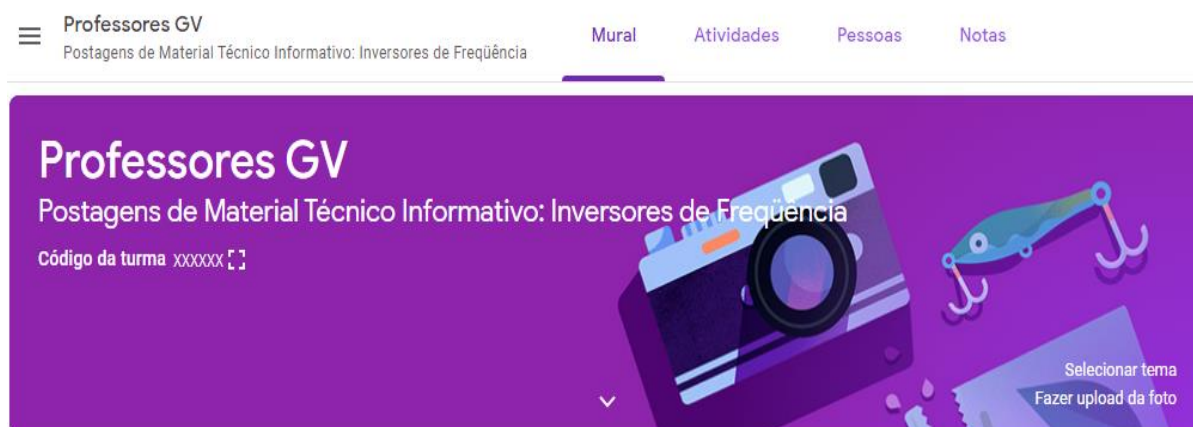 Professores GV
Postagens de Material Técnico Informativo: Inversores de Freqüência
Mural
Atividades
Pessoas
Notas
Professores GV
Postagens de Material Técnico Informativo: Inversores de Freqüência
Código da turma xxxxxx
Selecionar tema
Fazer upload da foto